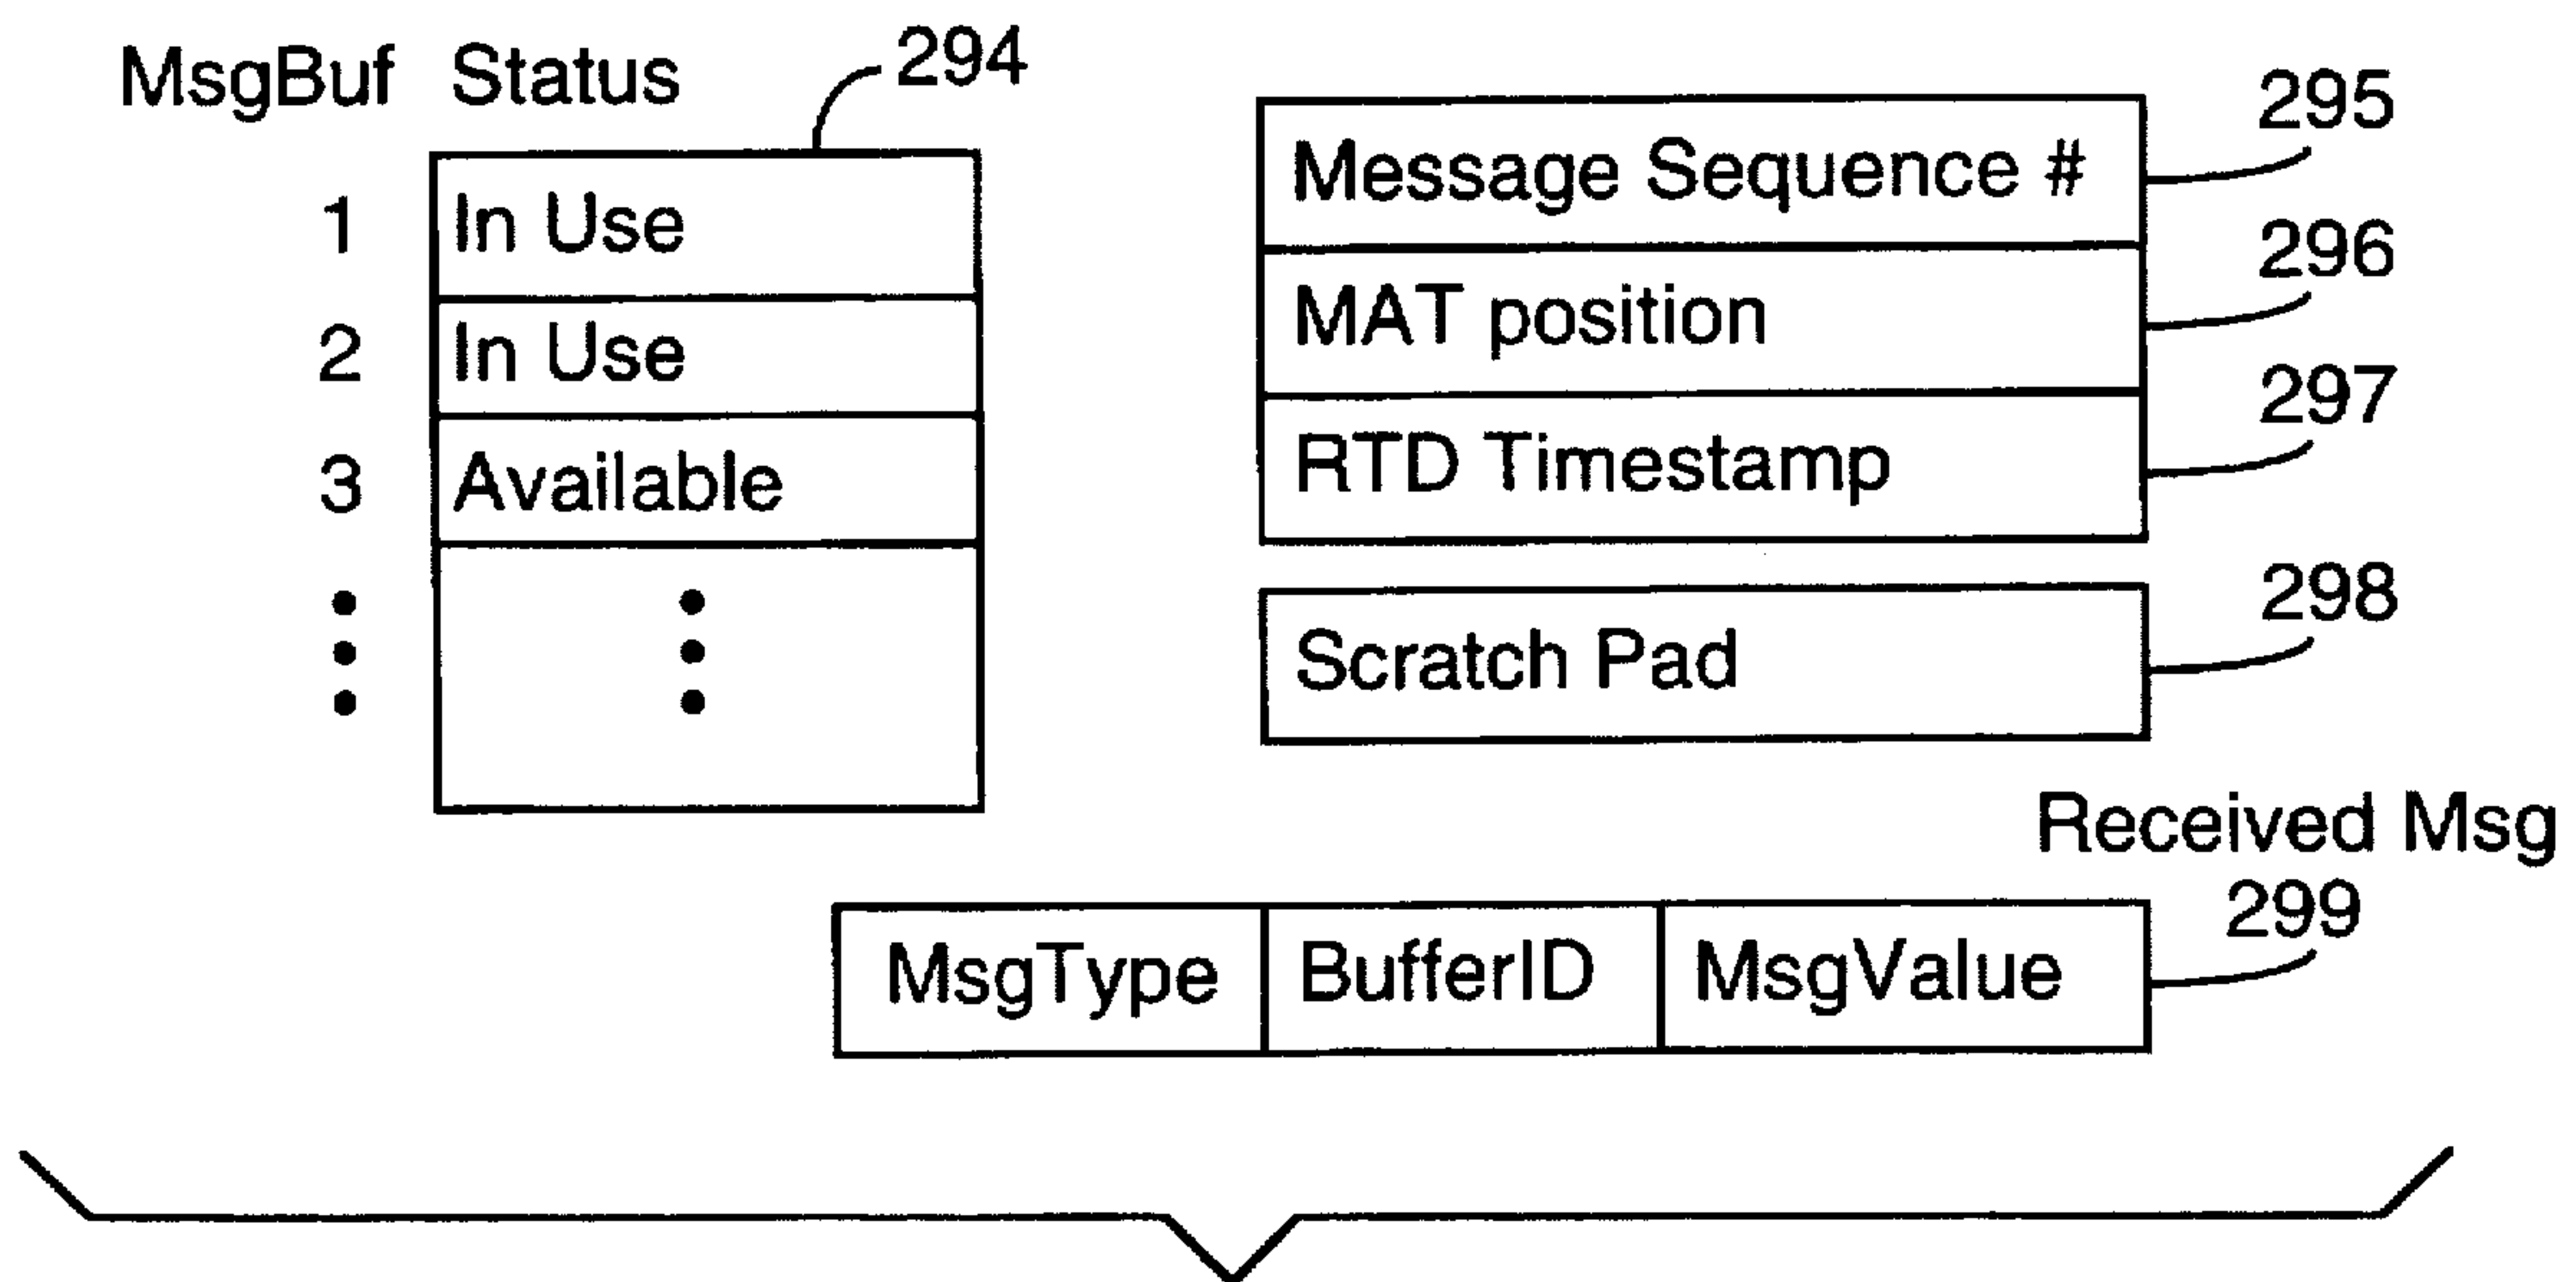 MsgBuf Status 294
1 In Use
2 In Use
3 Available
Message Sequence # 295
MAT position 296
RTD Timestamp 297
Scratch Pad 298
Received Msg
299
MsgType BufferID MsgValue